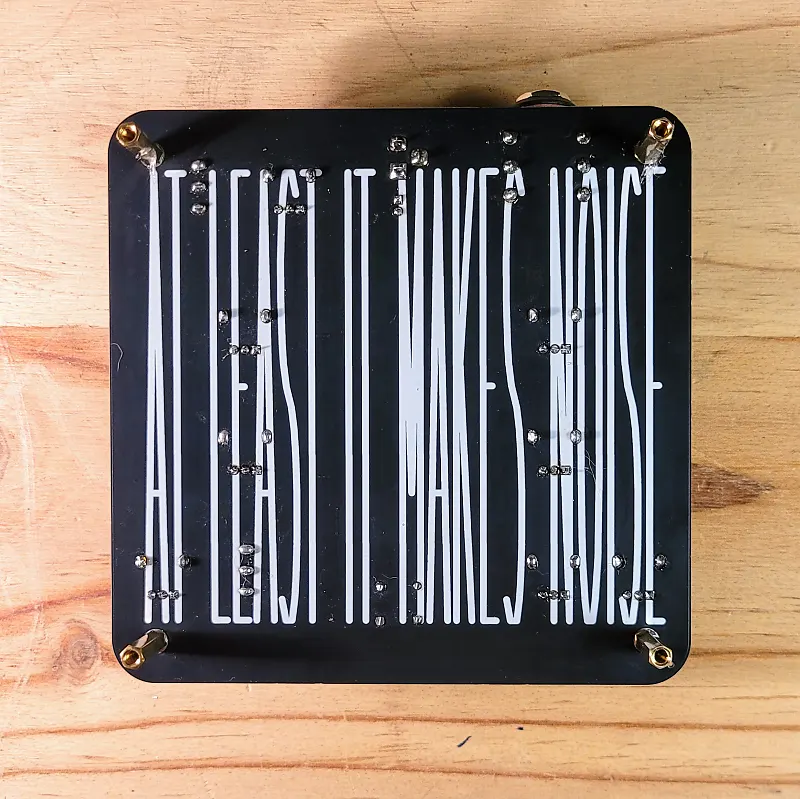 AT LEAST IT MAKES NOISE